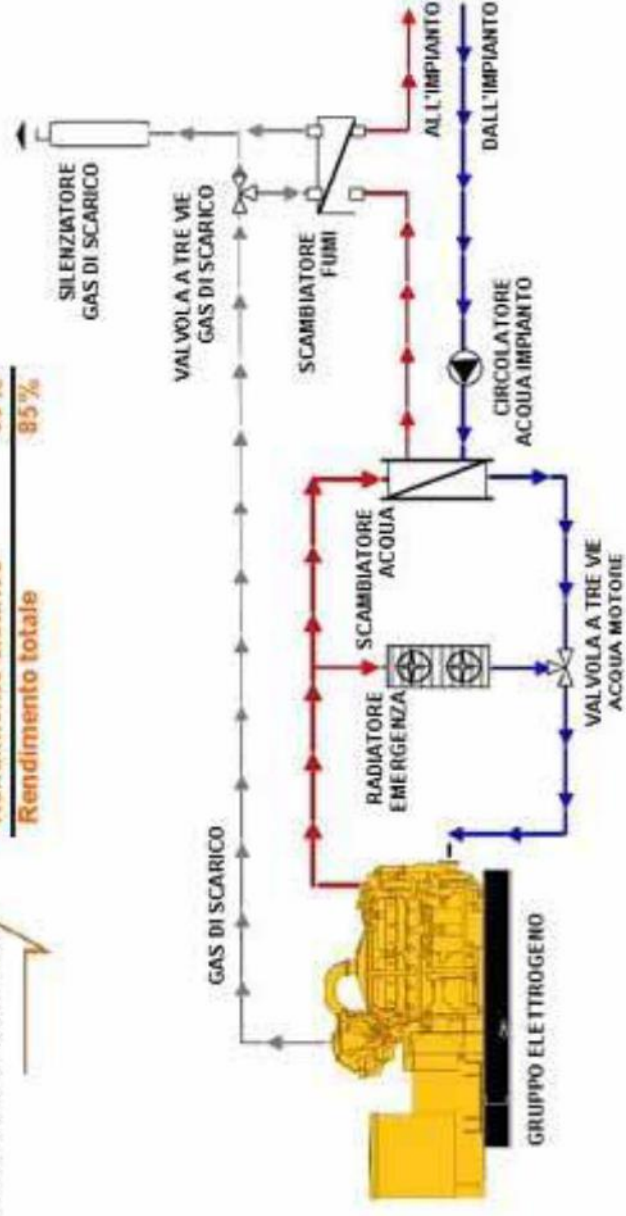 Rendimento totale 85%
SILENZIATORE
GAS DI SCARICO
VALVOLA A TRE VIE
GAS DI SCARICO
GAS DI SCARICO
SCAMBIATORE
FUMI
ALL'IMPIANTO
DALL'IMPIANTO
SCAMBIATORE
ACQUA
RADIATORE
EMERGENZA
CIRCOLATORE
ACQUA IMPIANTO
VALVOLA A TRE VIE
ACQUA MOTORE
GRUPPO ELETTROGENO